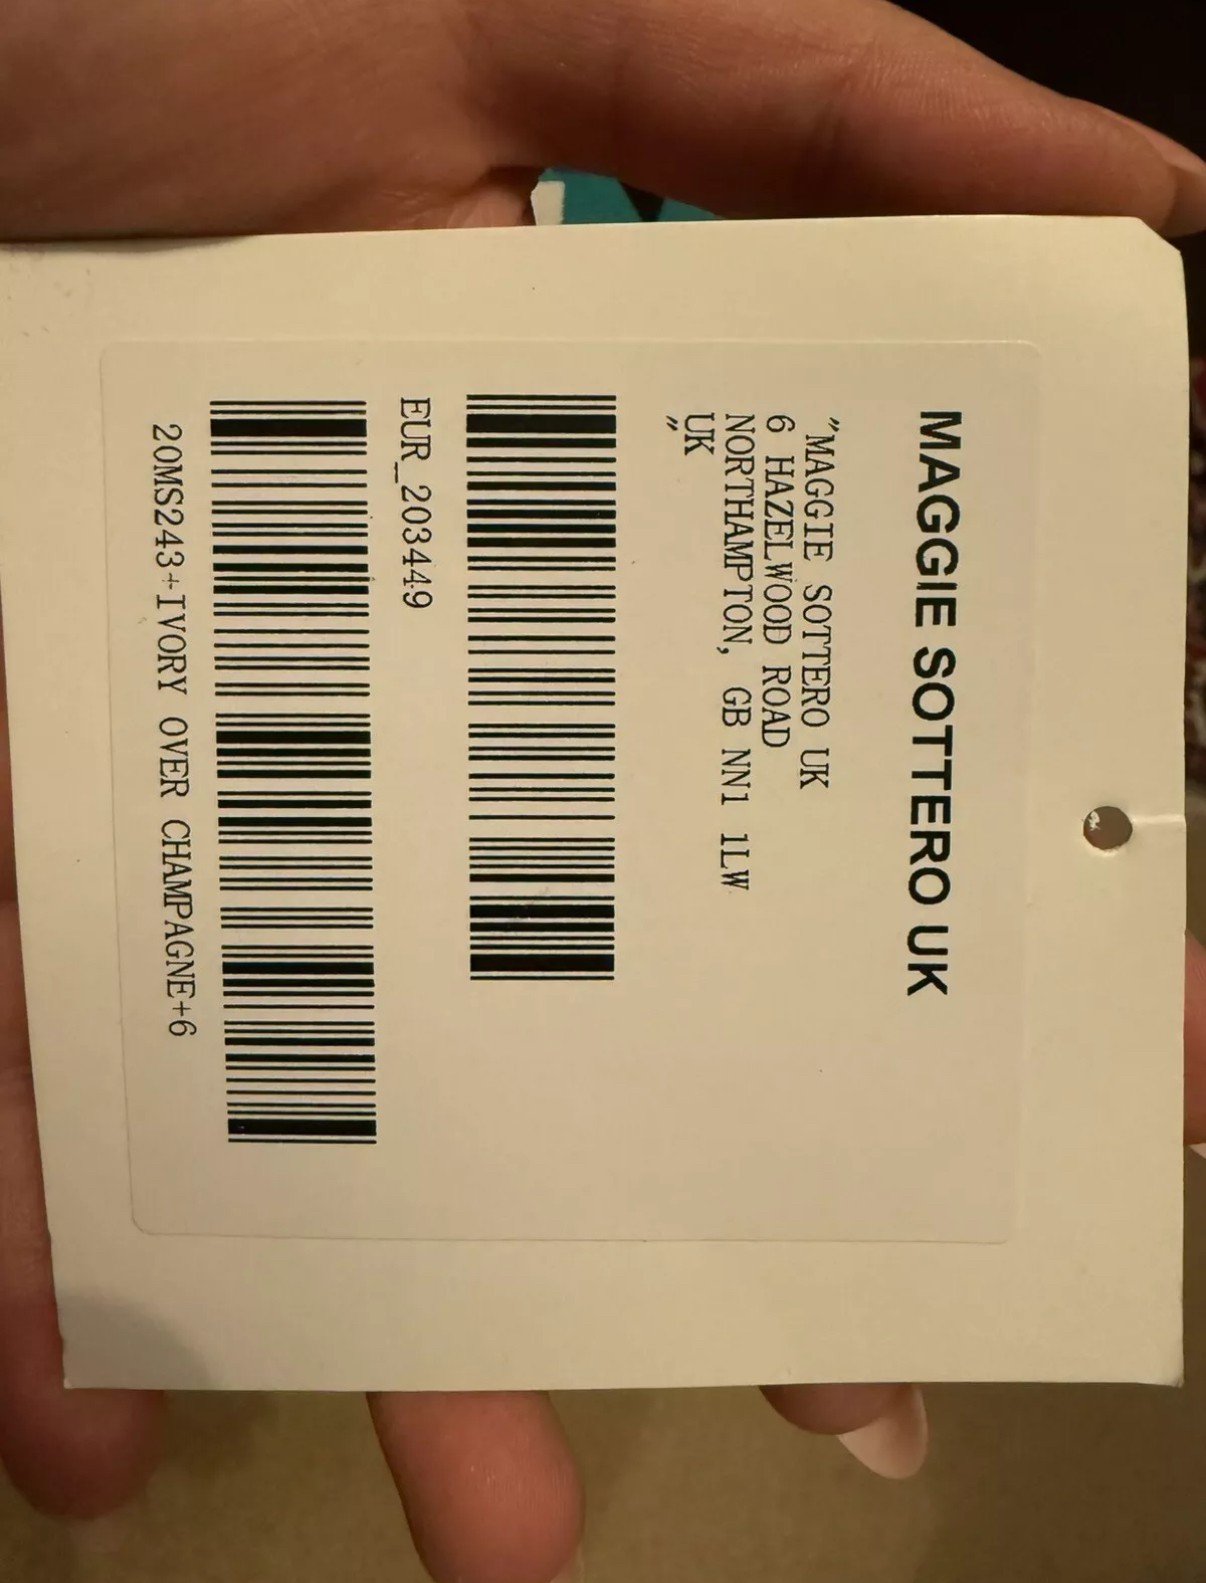 MAGGIE SOTTERO UK
"MAGGIE SOTTERO UK
6 HAZELWOOD ROAD
NORTHAMPTON, GB NN1 1LW
UK
"
EUR_203449
20MS243+IVORY OVER CHAMPAGNE+6